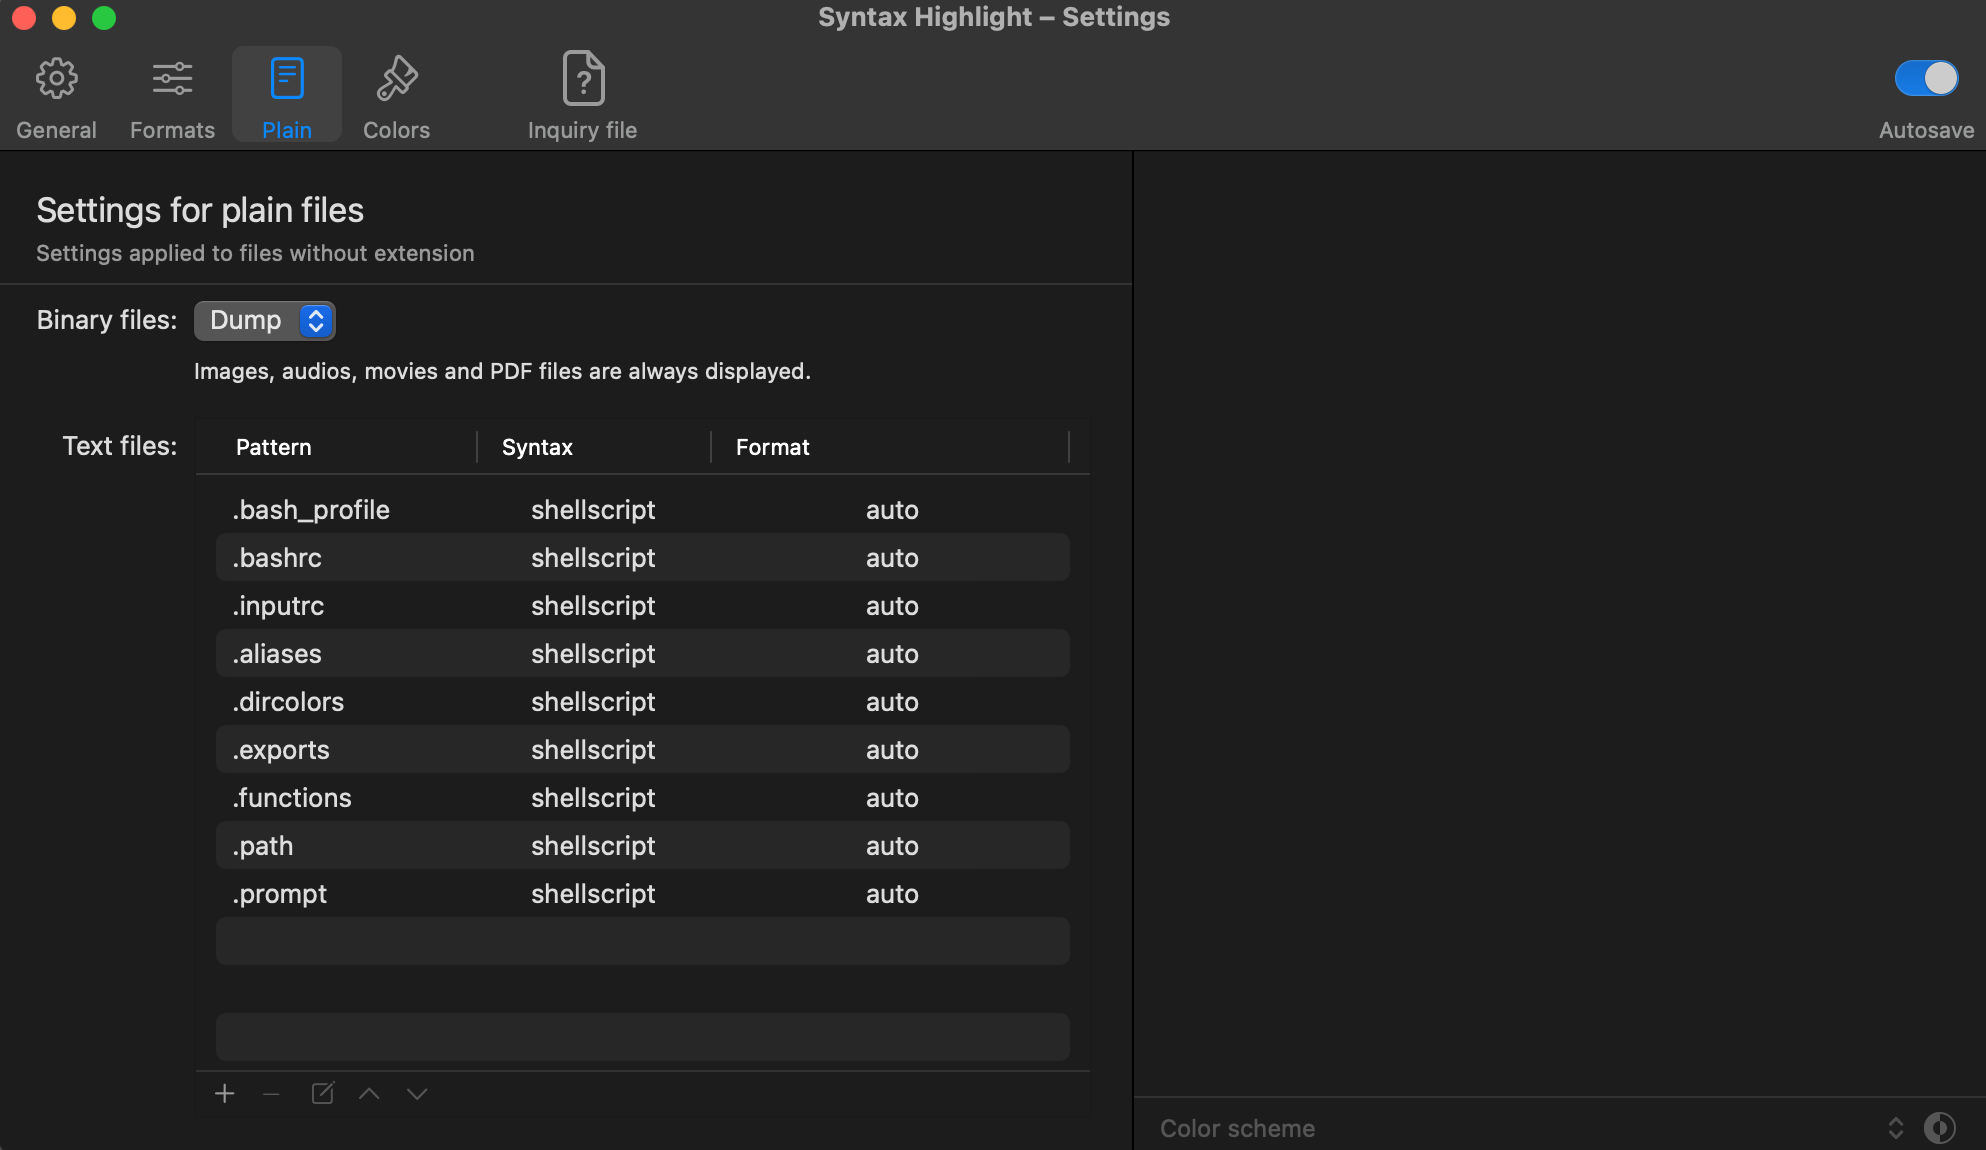 Syntax Highlight – Settings
General Formats Plain Colors Inquiry file Autosave
Settings for plain files
Settings applied to files without extension
Binary files: Dump
Images, audios, movies and PDF files are always displayed.
Text files: Pattern Syntax Format
.bash_profile shellscript auto
.bashrc shellscript auto
.inputrc shellscript auto
.aliases shellscript auto
.dircolors shellscript auto
.exports shellscript auto
.functions shellscript auto
.path shellscript auto
.prompt shellscript auto
Color scheme